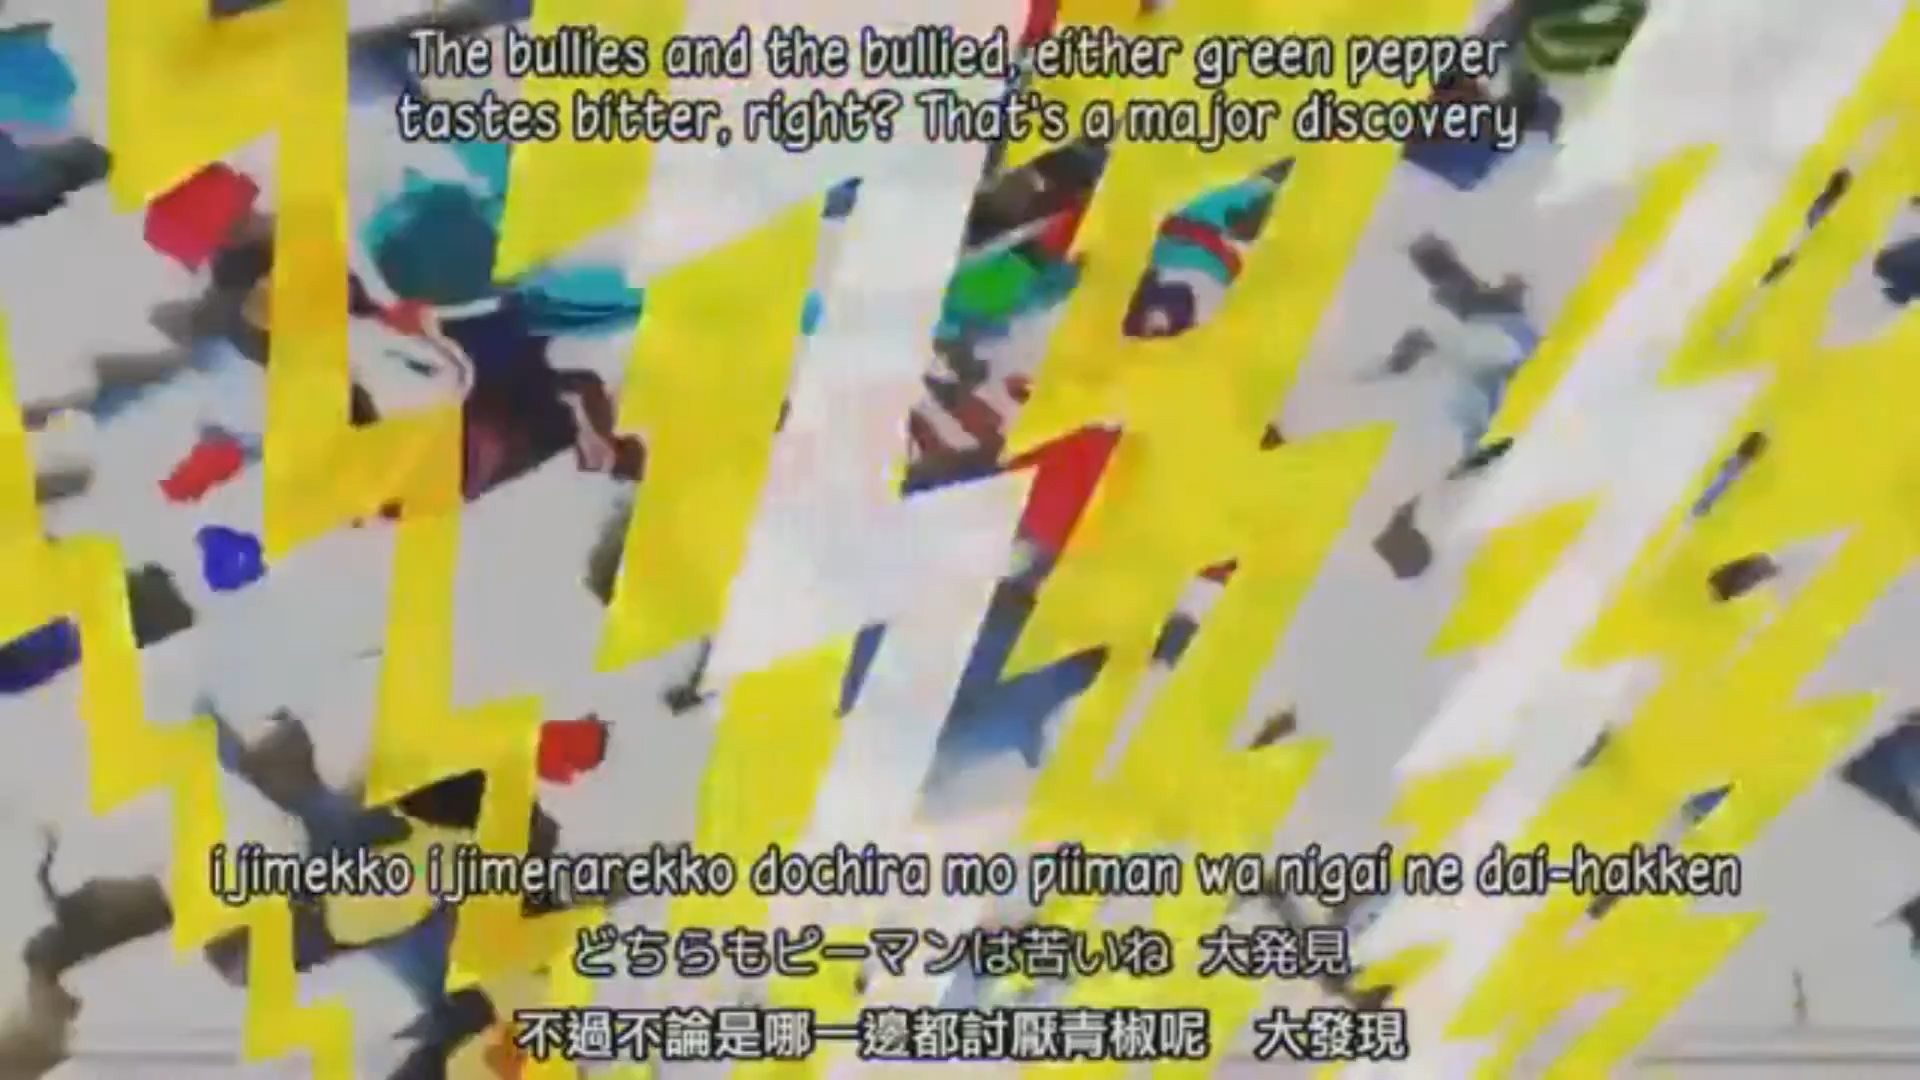 The bullies and the bullied, either green pepper
tastes bitter, right? That's a major discovery
ijimekko ijimerarekko dochira mo piiman wa nigai ne dai-hakken
どちらもピーマンは苦いね 大発見
不過不論是哪一邊都討厭青椒呢 大發現